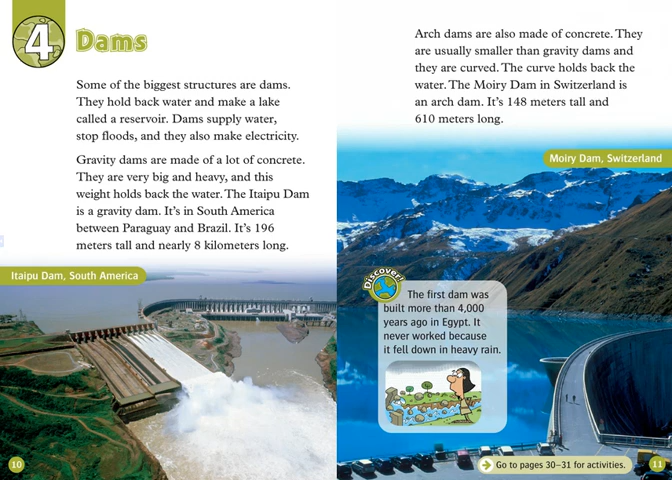 4 Dams
Some of the biggest structures are dams.
They hold back water and make a lake
called a reservoir. Dams supply water,
stop floods, and they also make electricity.
Gravity dams are made of a lot of concrete.
They are very big and heavy, and this
weight holds back the water. The Itaipu Dam
is a gravity dam. It's in South America
between Paraguay and Brazil. It's 196
meters tall and nearly 8 kilometers long.
Itaipu Dam, South America
10
Arch dams are also made of concrete. They
are usually smaller than gravity dams and
they are curved. The curve holds back the
water. The Moiry Dam in Switzerland is
an arch dam. It's 148 meters tall and
610 meters long.
Moiry Dam, Switzerland
Discover!
The first dam was
built more than 4,000
years ago in Egypt. It
never worked because
it fell down in heavy rain.
Go to pages 30–31 for activities.
11